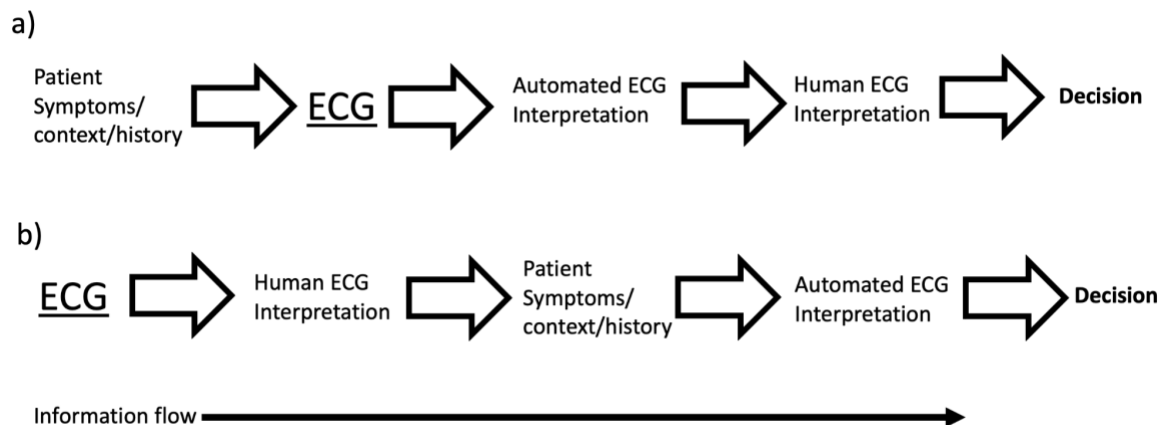 a)
Patient
Symptoms/
context/history
ECG
Automated ECG
Interpretation
Human ECG
Interpretation
Decision
b)
ECG
Human ECG
Interpretation
Patient
Symptoms/
context/history
Automated ECG
Interpretation
Decision
Information flow